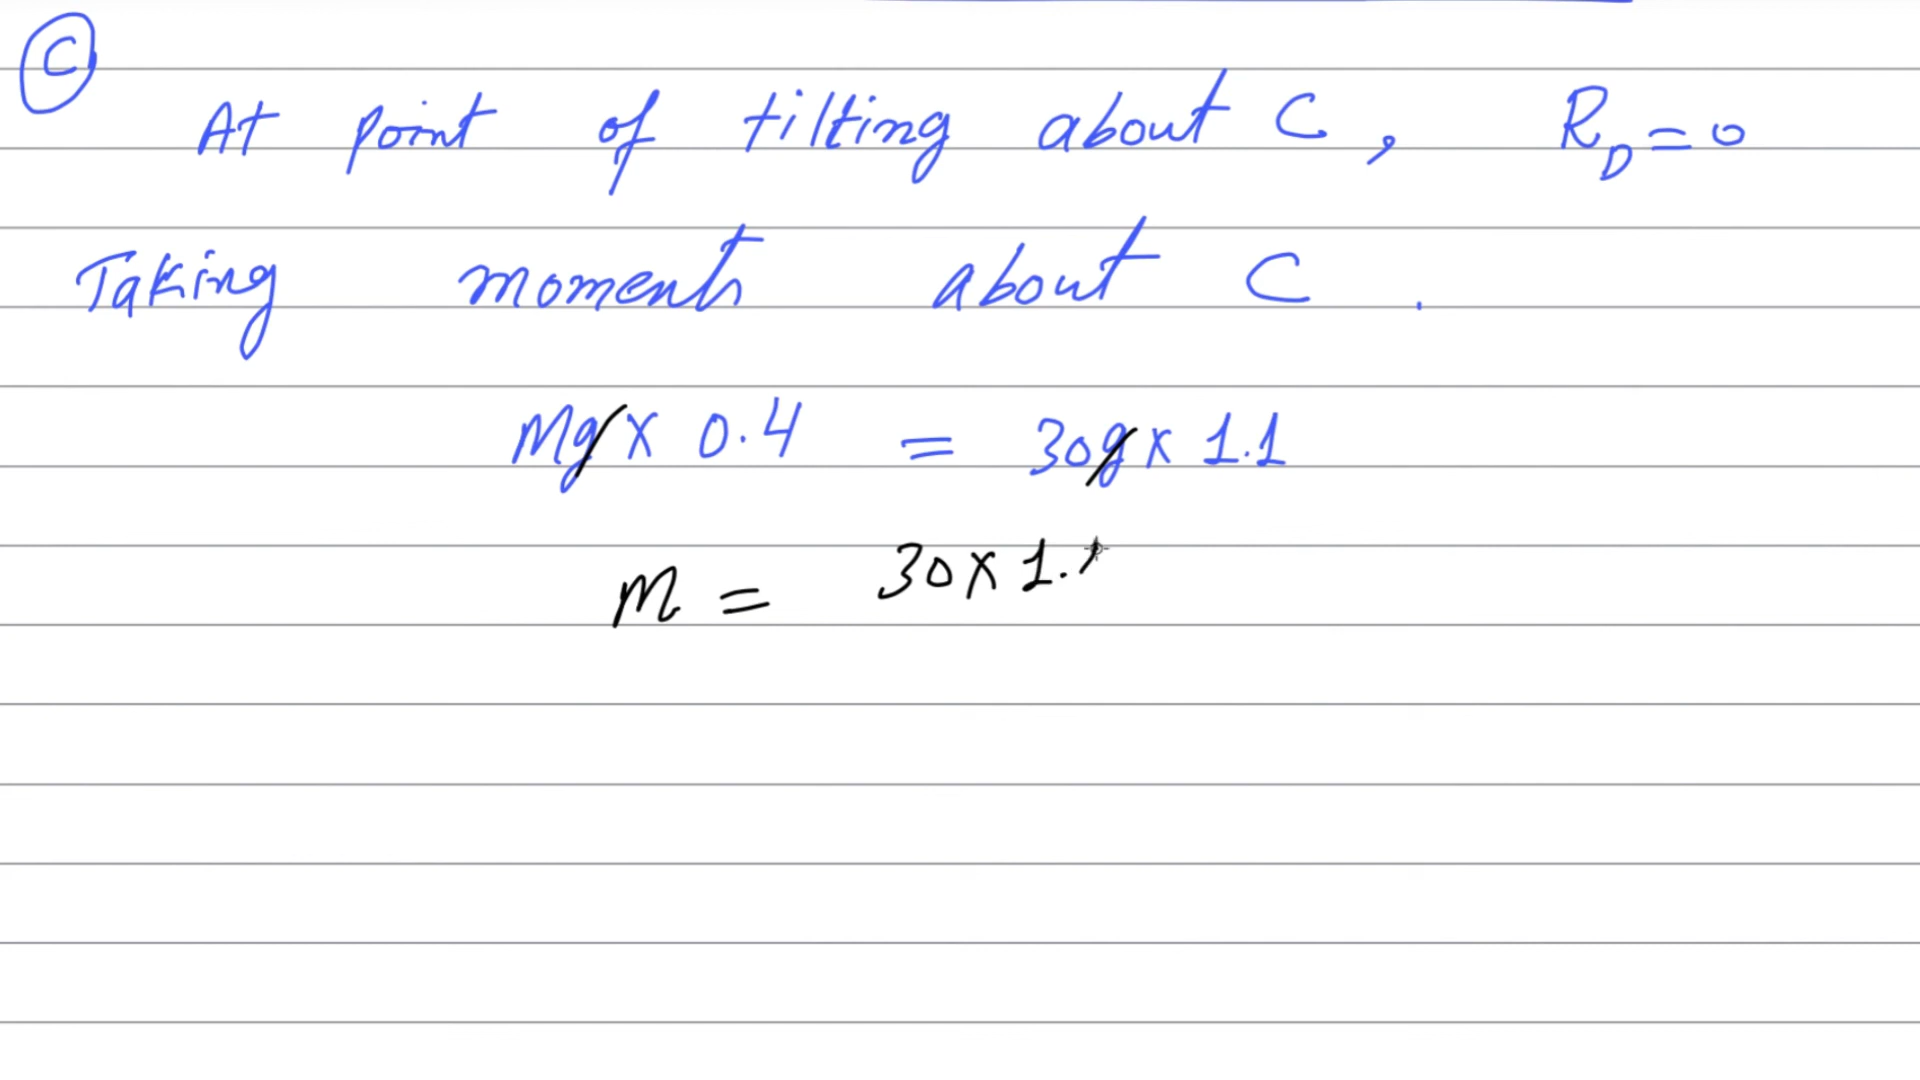 C
At point of tilting about C, R_D = 0
Taking moments about C.
Mg × 0.4 = 30g × 1.1
M = 30 × 1.